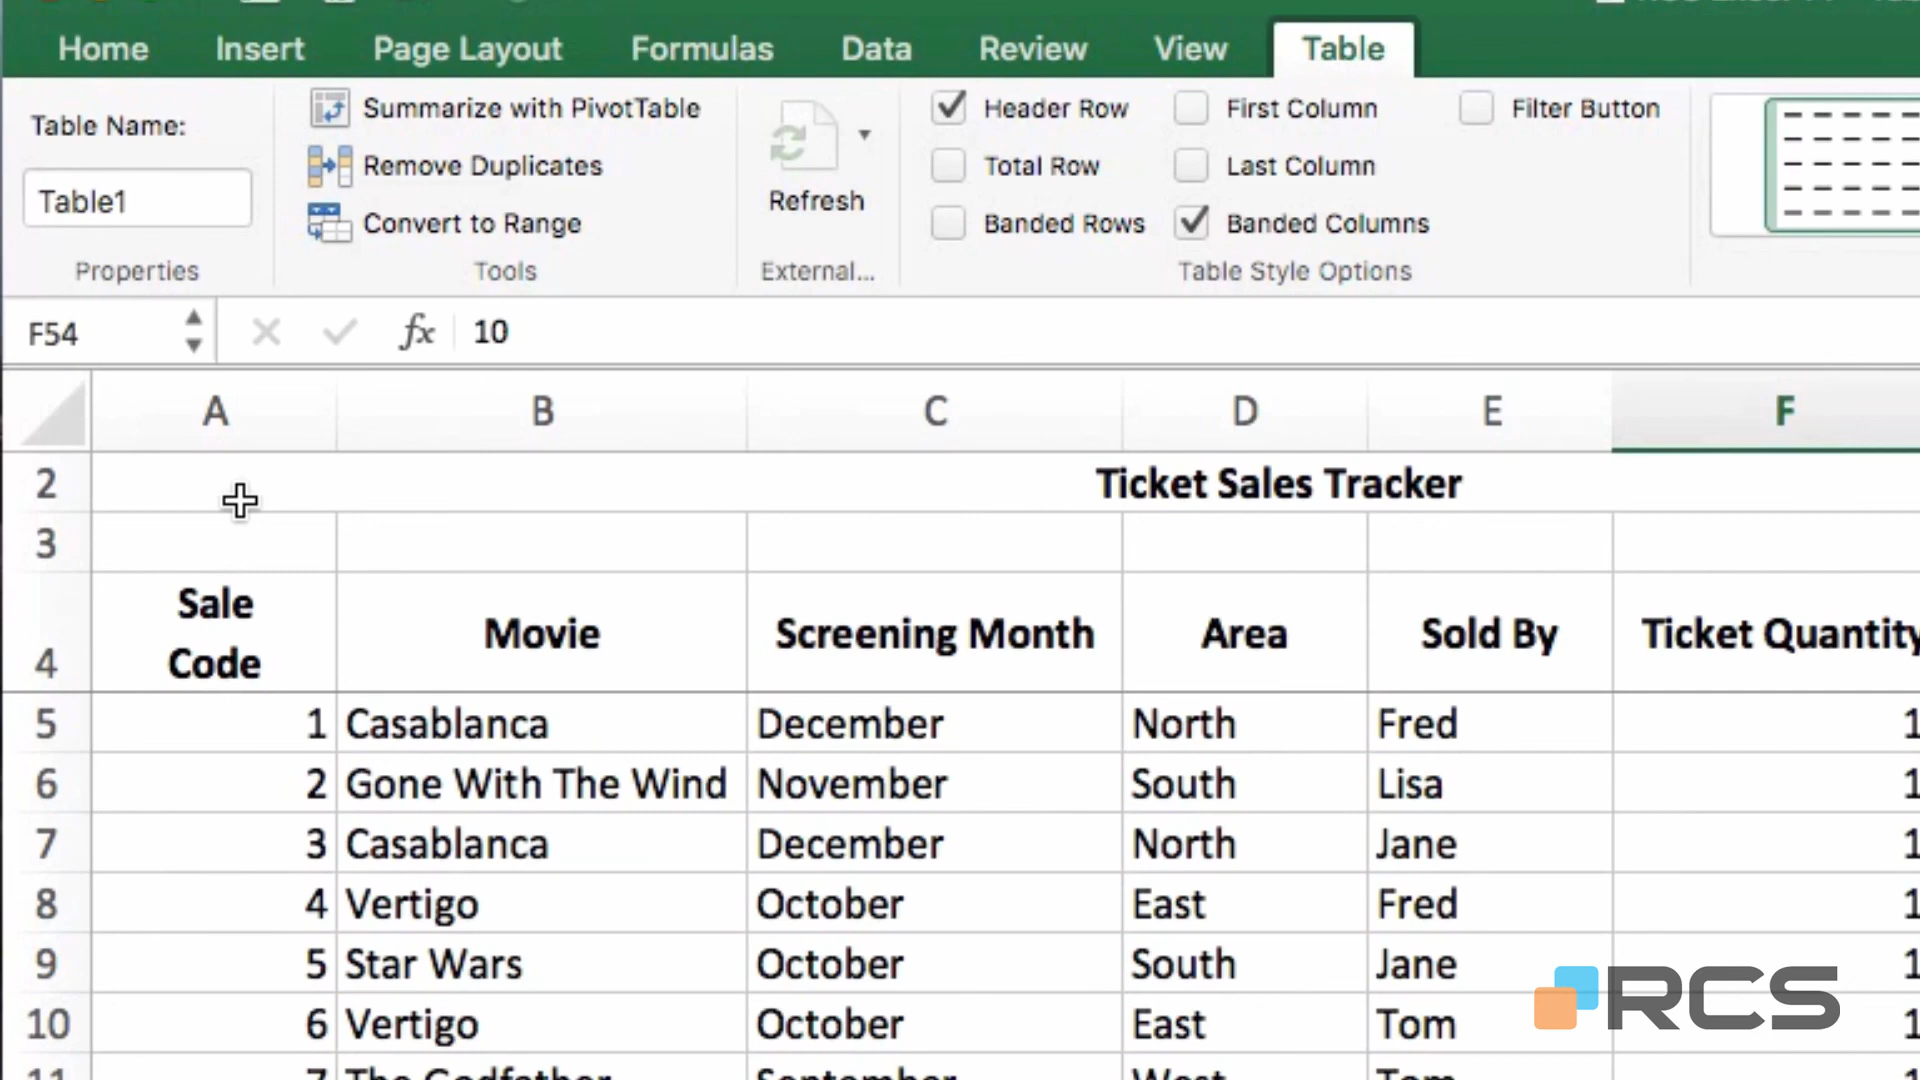 Home Insert Page Layout Formulas Data Review View Table
Table Name:
Table1
Properties
Summarize with PivotTable
Remove Duplicates
Convert to Range
Tools
Refresh
External...
Header Row First Column Filter Button
Total Row Last Column
Banded Rows Banded Columns
Table Style Options
F54 fx 10
A B C D E F
2 Ticket Sales Tracker
3
4 Sale Code Movie Screening Month Area Sold By Ticket Quantity
5 1 Casablanca December North Fred 1
6 2 Gone With The Wind November South Lisa 1
7 3 Casablanca December North Jane 1
8 4 Vertigo October East Fred 1
9 5 Star Wars October South Jane 1
10 6 Vertigo October East Tom 1
11 7 The Godfather September West Tom 1
RCS